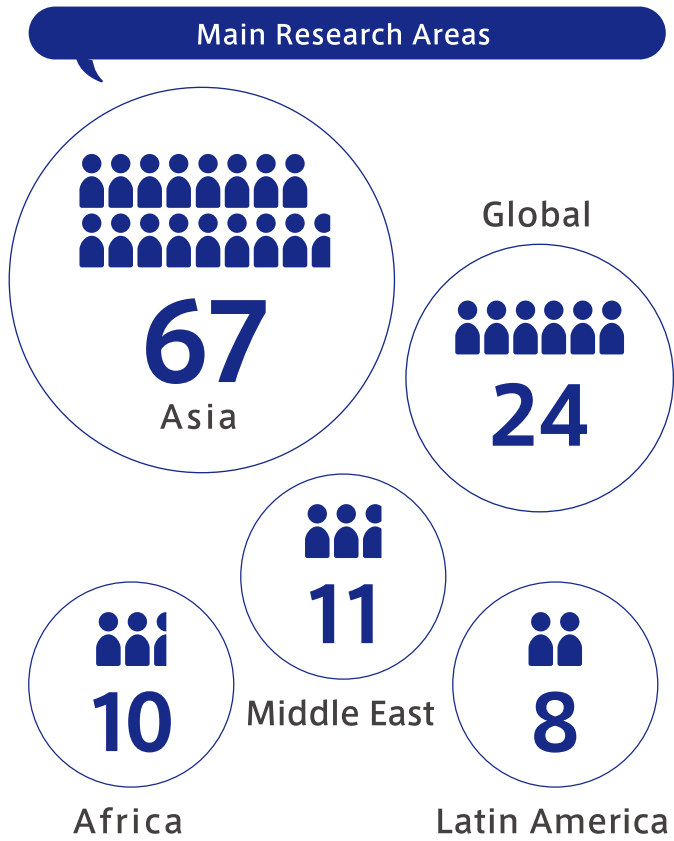 Main Research Areas
67
Asia
Global
24
11
Middle East
10
Africa
8
Latin America